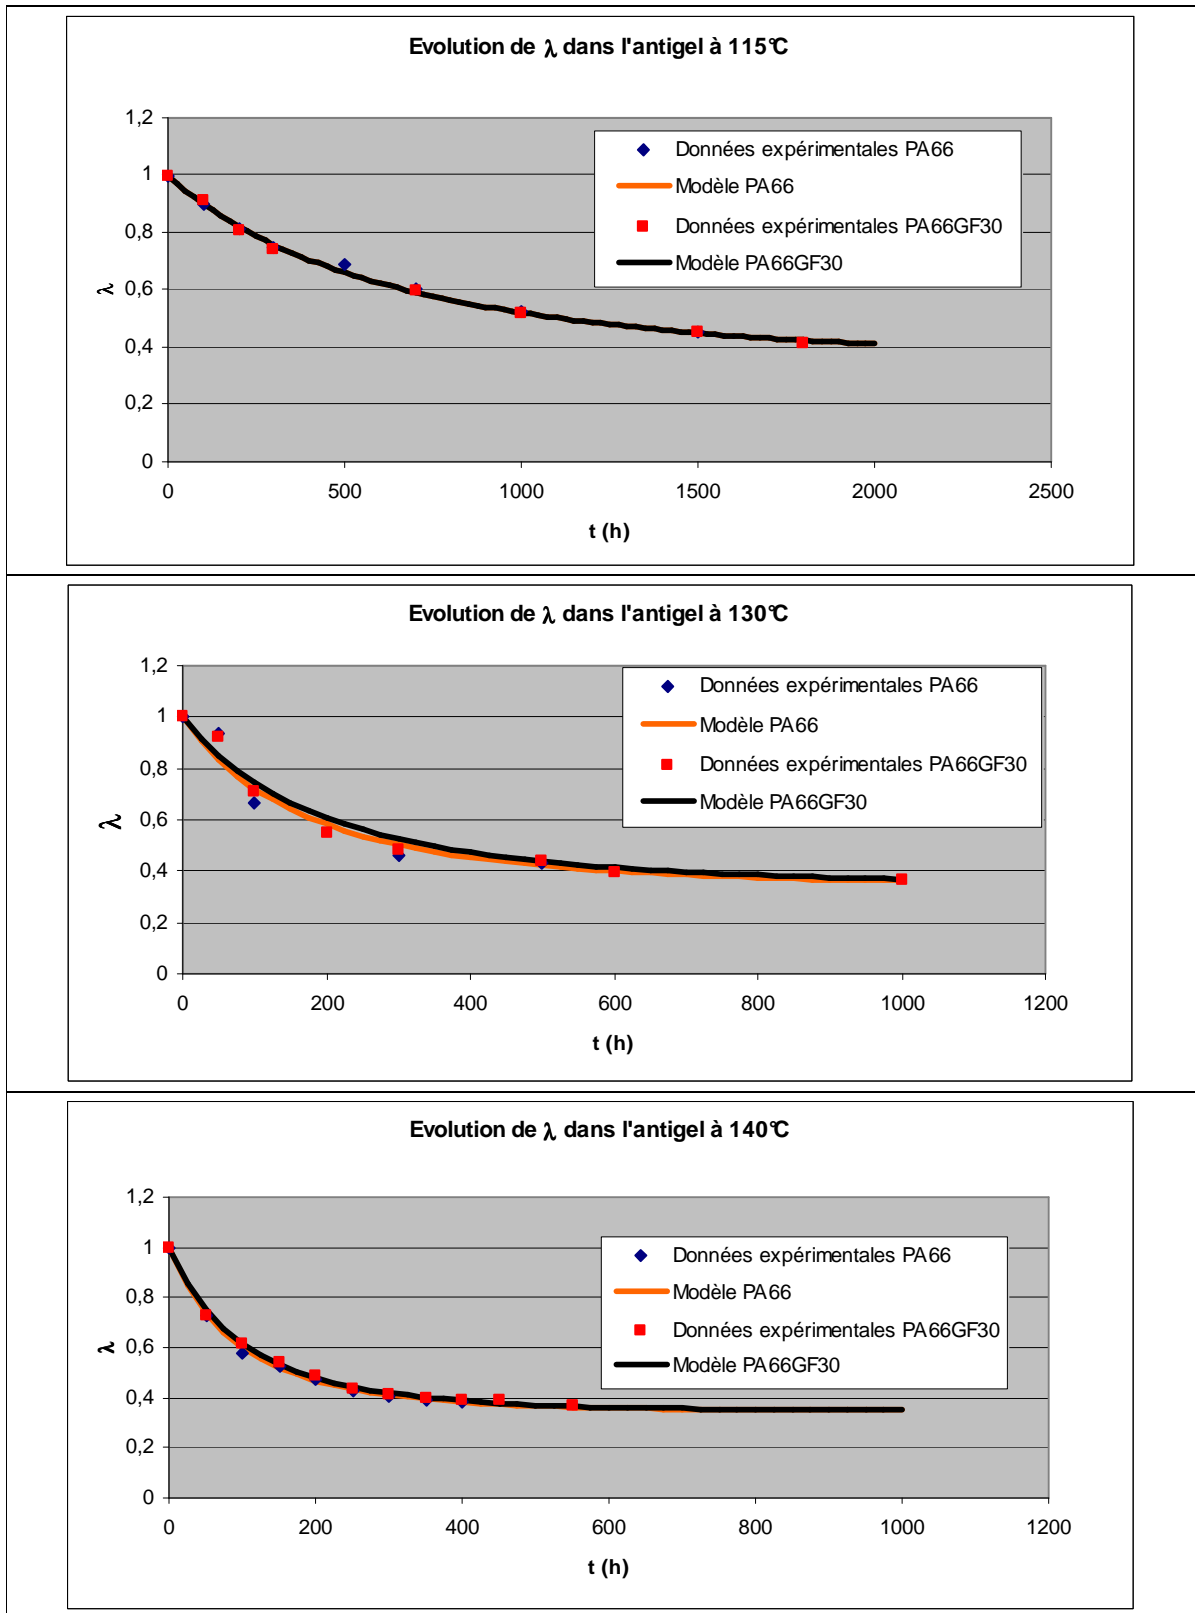 Evolution de λ dans l'antigel à 115°C
1,2
1
0,8
0,6
0,4
0,2
0
λ
Données expérimentales PA66
Modèle PA66
Données expérimentales PA66GF30
Modèle PA66GF30
0 500 1000 1500 2000 2500
t (h)
Evolution de λ dans l'antigel à 130°C
1,2
1
0,8
0,6
0,4
0,2
0
λ
Données expérimentales PA66
Modèle PA66
Données expérimentales PA66GF30
Modèle PA66GF30
0 200 400 600 800 1000 1200
t (h)
Evolution de λ dans l'antigel à 140°C
1,2
1
0,8
0,6
0,4
0,2
0
λ
Données expérimentales PA66
Modèle PA66
Données expérimentales PA66GF30
Modèle PA66GF30
0 200 400 600 800 1000 1200
t (h)